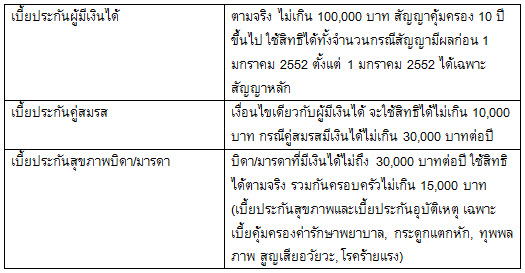 เบี้ยประกันผู้มีเงินได้
ตามจริง ไม่เกิน 100,000 บาท สัญญาคุ้มครอง 10 ปี
ขึ้นไป ใช้สิทธิได้ทั้งจำนวนกรณีสัญญามีผลก่อน 1
มกราคม 2552 ตั้งแต่ 1 มกราคม 2552 ได้เฉพาะ
สัญญาหลัก
เบี้ยประกันคู่สมรส
เงื่อนไขเดียวกับผู้มีเงินได้ จะใช้สิทธิได้ไม่เกิน 10,000
บาท กรณีคู่สมรสมีเงินได้ไม่เกิน 30,000 บาทต่อปี
เบี้ยประกันสุขภาพบิดา/มารดา
บิดา/มารดาที่มีเงินได้ไม่ถึง 30,000 บาทต่อปี ใช้สิทธิ
ได้ตามจริง รวมกันครอบครัวไม่เกิน 15,000 บาท
(เบี้ยประกันสุขภาพและเบี้ยประกันอุบัติเหตุ เฉพาะ
เบี้ยคุ้มครองค่ารักษาพยาบาล, กระดูกแตกหัก, ทุพพล
ภาพ สูญเสียอวัยวะ, โรคร้ายแรง)